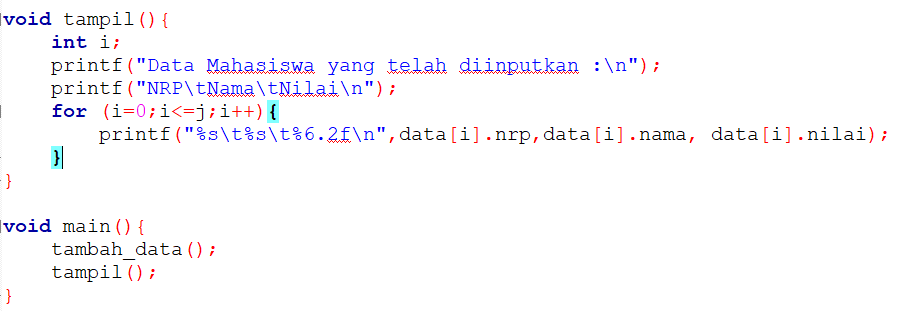 void tampil(){
    int i;
    printf("Data Mahasiswa yang telah diinputkan :\n");
    printf("NRP\tNama\tNilai\n");
    for (i=0;i<=j;i++){
        printf("%s\t%s\t%6.2f\n",data[i].nrp,data[i].nama, data[i].nilai);
    }
}
void main(){
    tambah_data();
    tampil();
}